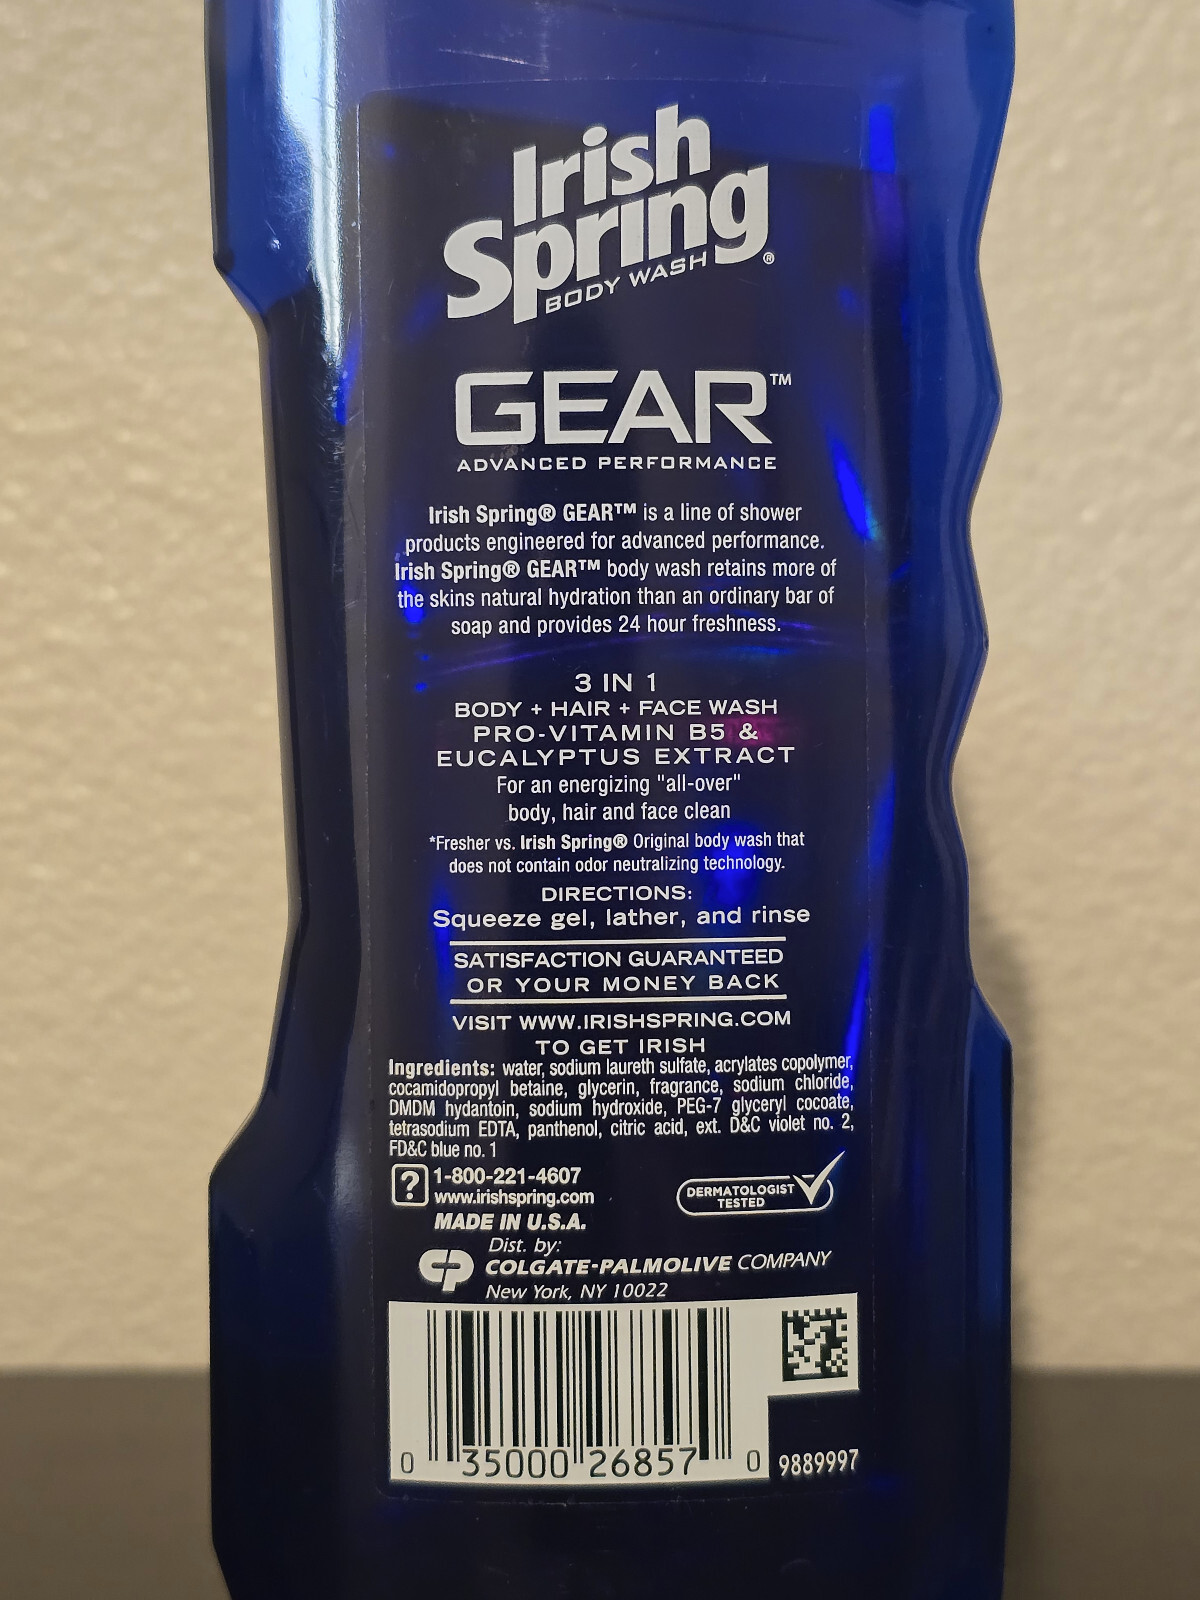 Irish
Spring®
BODY WASH
GEAR™
ADVANCED PERFORMANCE
Irish Spring® GEAR™ is a line of shower
products engineered for advanced performance.
Irish Spring® GEAR™ body wash retains more of
the skins natural hydration than an ordinary bar of
soap and provides 24 hour freshness.
3 IN 1
BODY + HAIR + FACE WASH
PRO-VITAMIN B5 &
EUCALYPTUS EXTRACT
For an energizing "all-over"
body, hair and face clean
*Fresher vs. Irish Spring® Original body wash that
does not contain odor neutralizing technology.
DIRECTIONS:
Squeeze gel, lather, and rinse
SATISFACTION GUARANTEED
OR YOUR MONEY BACK
VISIT WWW.IRISHSPRING.COM
TO GET IRISH
Ingredients: water, sodium laureth sulfate, acrylates copolymer,
cocamidopropyl betaine, glycerin, fragrance, sodium chloride,
DMDM hydantoin, sodium hydroxide, PEG-7 glyceryl cocoate,
tetrasodium EDTA, panthenol, citric acid, ext. D&C violet no. 2,
FD&C blue no. 1
? 1-800-221-4607
www.irishspring.com
DERMATOLOGIST
TESTED
MADE IN U.S.A.
Dist. by:
CP COLGATE-PALMOLIVE COMPANY
New York, NY 10022
0 35000 26857 0
9889997